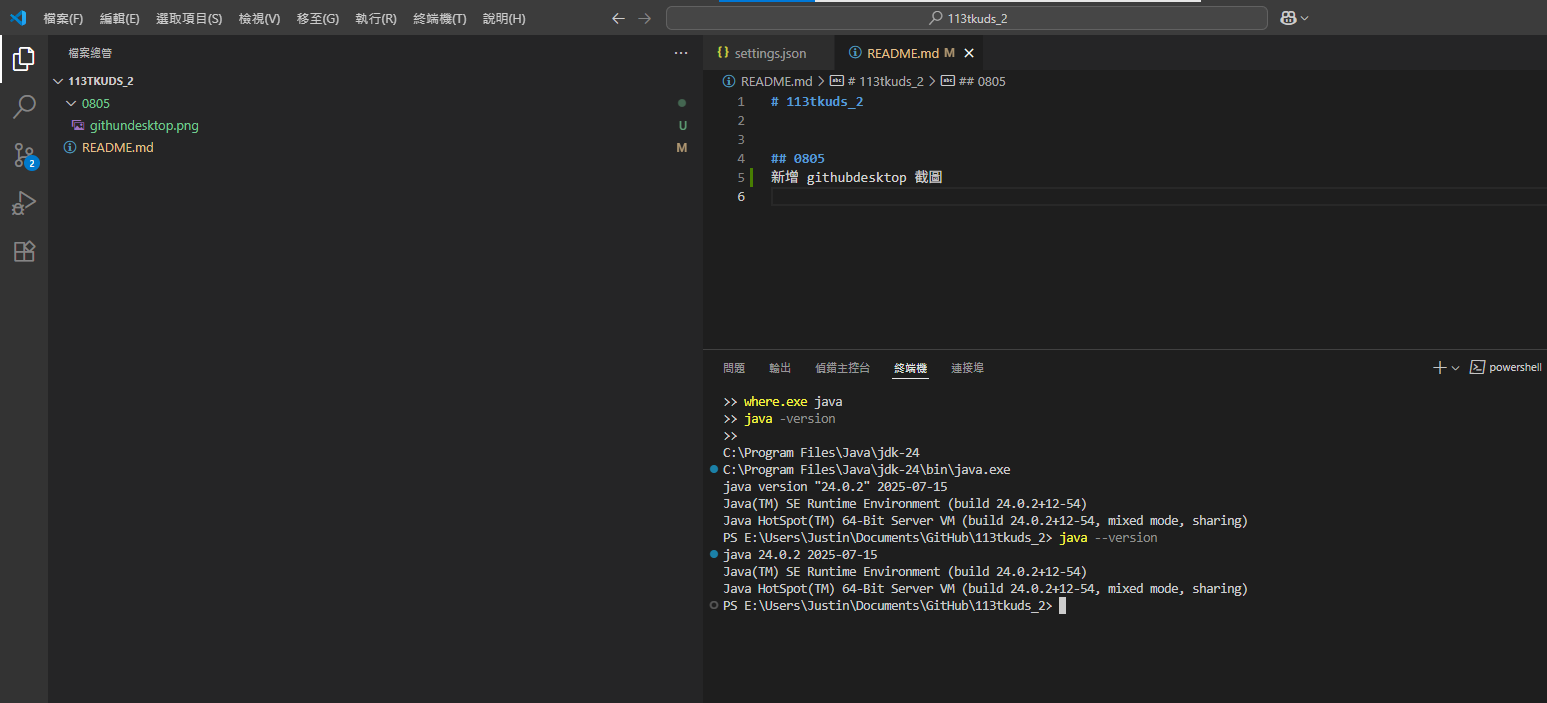 檔案(F) 編輯(E) 選取項目(S) 檢視(V) 移至(G) 執行(R) 終端機(T) 說明(H)
113tkuds_2
檔案總管
113TKUDS_2
0805
githundesktop.png U
README.md M
2
{} settings.json
README.md M
README.md > # 113tkuds_2 > ## 0805
1 # 113tkuds_2
2
3
4 ## 0805
5 新增 githubdesktop 截圖
6
問題 輸出 偵錯主控台 終端機 連接埠
powershell
>> where.exe java
>> java -version
>>
C:\Program Files\Java\jdk-24
C:\Program Files\Java\jdk-24\bin\java.exe
java version "24.0.2" 2025-07-15
Java(TM) SE Runtime Environment (build 24.0.2+12-54)
Java HotSpot(TM) 64-Bit Server VM (build 24.0.2+12-54, mixed mode, sharing)
PS E:\Users\Justin\Documents\GitHub\113tkuds_2> java --version
java 24.0.2 2025-07-15
Java(TM) SE Runtime Environment (build 24.0.2+12-54)
Java HotSpot(TM) 64-Bit Server VM (build 24.0.2+12-54, mixed mode, sharing)
PS E:\Users\Justin\Documents\GitHub\113tkuds_2>